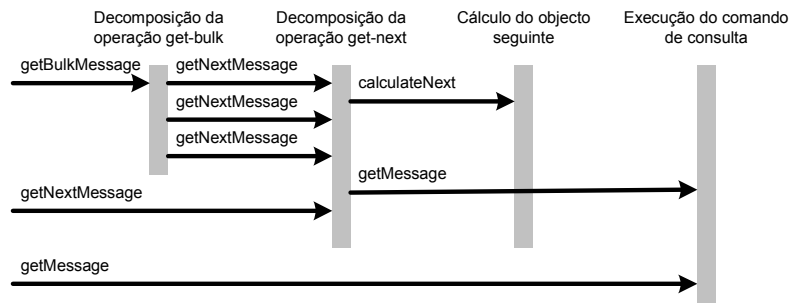 Decomposição da
operação get-bulk
Decomposição da
operação get-next
Cálculo do objecto
seguinte
Execução do comando
de consulta
getBulkMessage
getNextMessage
calculateNext
getNextMessage
getNextMessage
getMessage
getNextMessage
getMessage